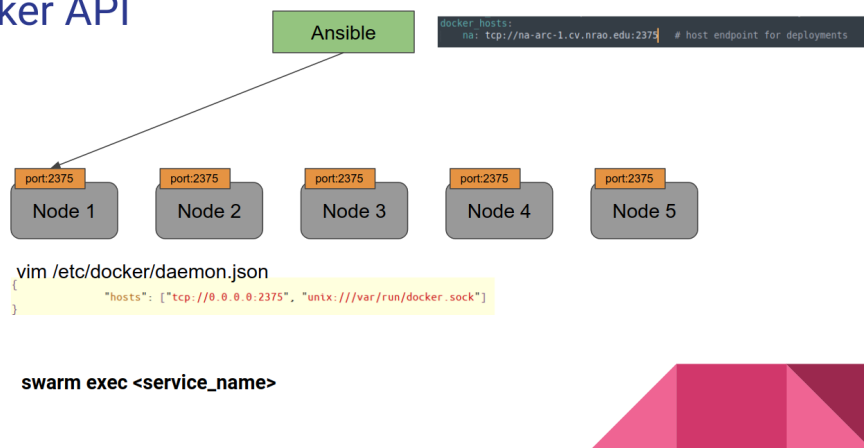 ker API
Ansible
docker_hosts:
na: tcp://na-arc-1.cv.nrao.edu:2375 # host endpoint for deployments
port:2375 port:2375 port:2375 port:2375 port:2375
Node 1 Node 2 Node 3 Node 4 Node 5
vim /etc/docker/daemon.json
{
"hosts": ["tcp://0.0.0.0:2375", "unix:///var/run/docker.sock"]
}
swarm exec <service_name>